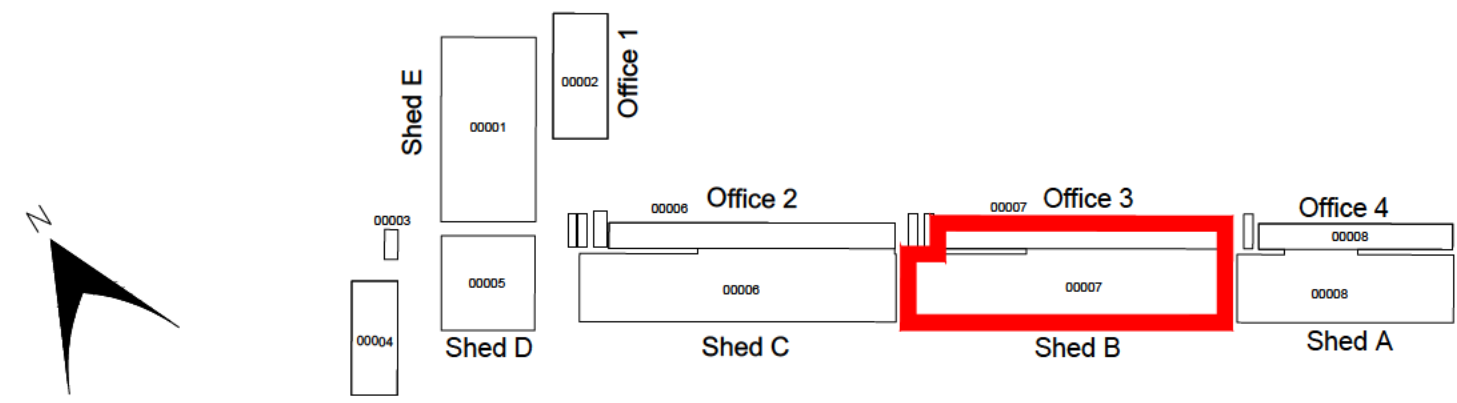 Office 1
00002
Shed E
00001
N
00003
00006
Office 2
00007
Office 3
Office 4
00008
00005
00006
00007
00008
00004
Shed D
Shed C
Shed B
Shed A